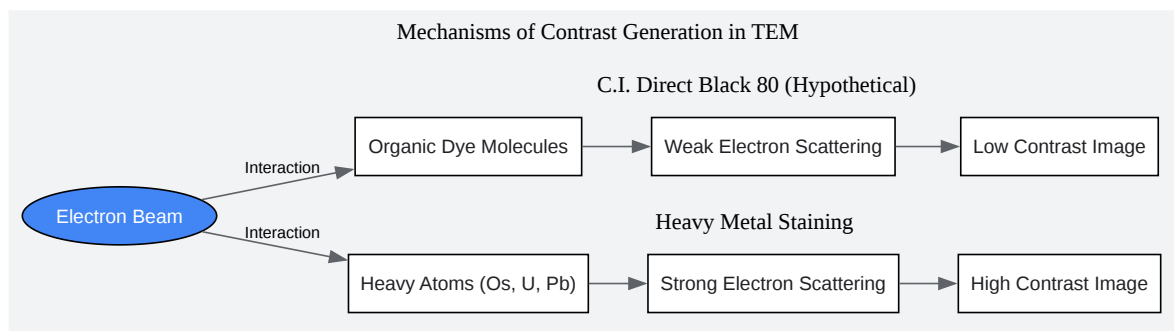 Mechanisms of Contrast Generation in TEM
C.I. Direct Black 80 (Hypothetical)
Organic Dye Molecules
Weak Electron Scattering
Low Contrast Image
Interaction
Electron Beam
Interaction
Heavy Metal Staining
Heavy Atoms (Os, U, Pb)
Strong Electron Scattering
High Contrast Image